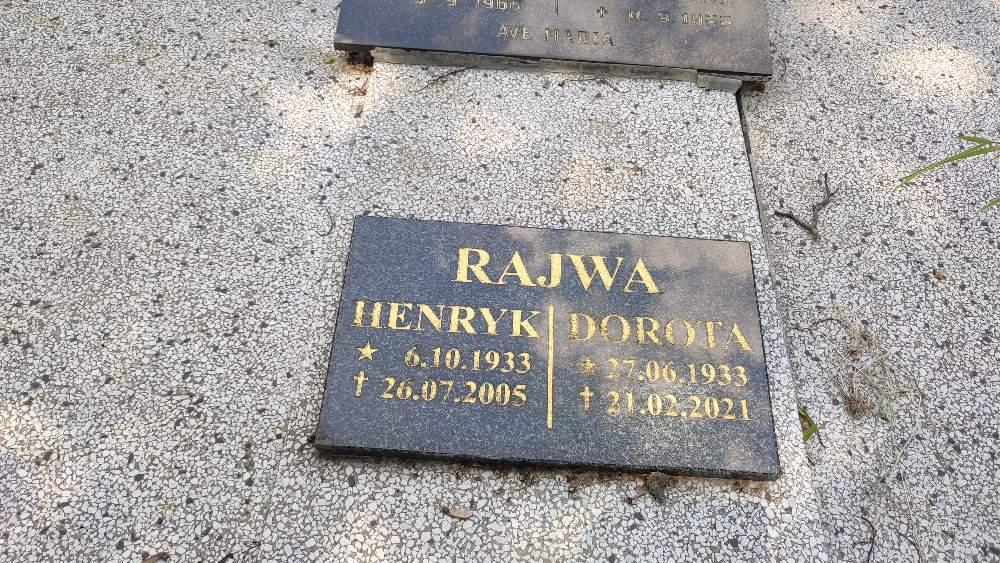 AVE MARIA
RAJWA
HENRYK DOROTA
★ 6.10.1933 ★ 27.06.1933
† 26.07.2005 † 21.02.2021